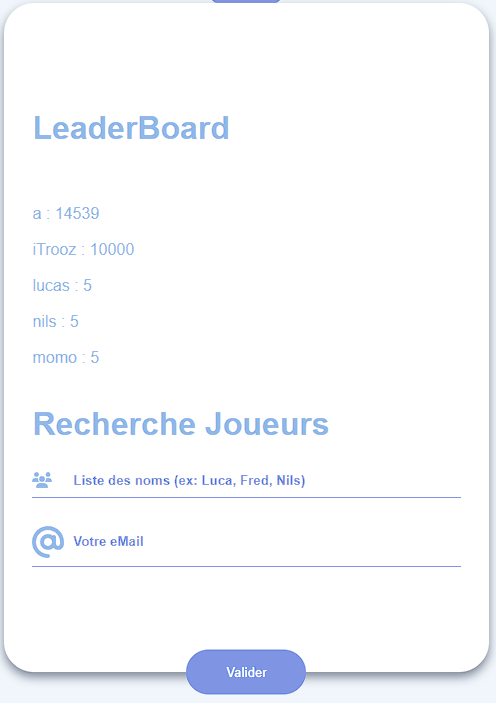 LeaderBoard
a : 14539
iTrooz : 10000
lucas : 5
nils : 5
momo : 5
Recherche Joueurs
Liste des noms (ex: Luca, Fred, Nils)
Votre eMail
Valider